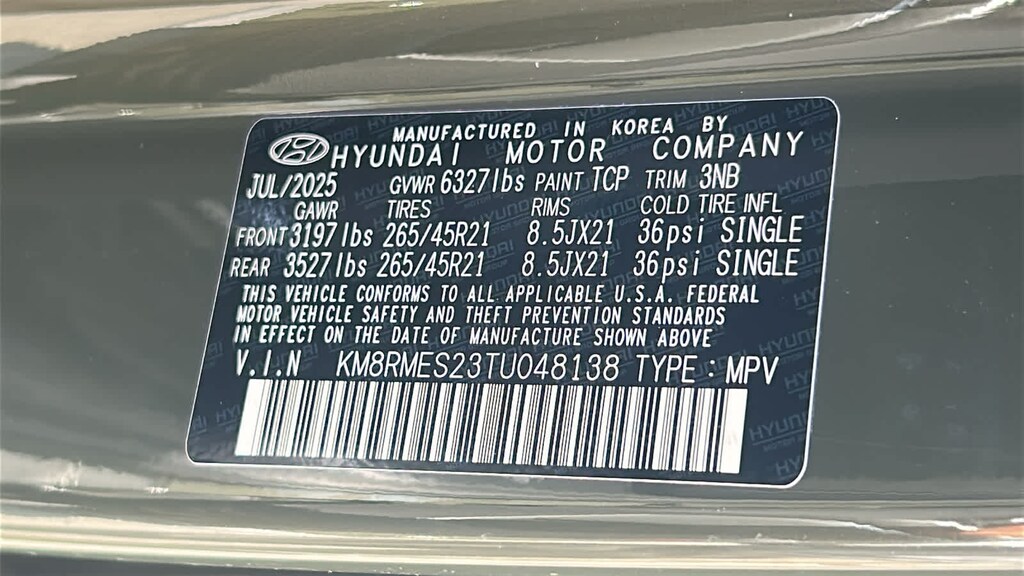 MANUFACTURED IN KOREA BY
HYUNDAI MOTOR COMPANY
JUL/2025 GVWR 6327lbs PAINT TCP TRIM 3NB
GAWR TIRES RIMS COLD TIRE INFL
FRONT 3197lbs 265/45R21 8.5JX21 36psi SINGLE
REAR 3527lbs 265/45R21 8.5JX21 36psi SINGLE
THIS VEHICLE CONFORMS TO ALL APPLICABLE U.S.A. FEDERAL
MOTOR VEHICLE SAFETY AND THEFT PREVENTION STANDARDS
IN EFFECT ON THE DATE OF MANUFACTURE SHOWN ABOVE
V.I.N KM8RMES23TU048138 TYPE : MPV